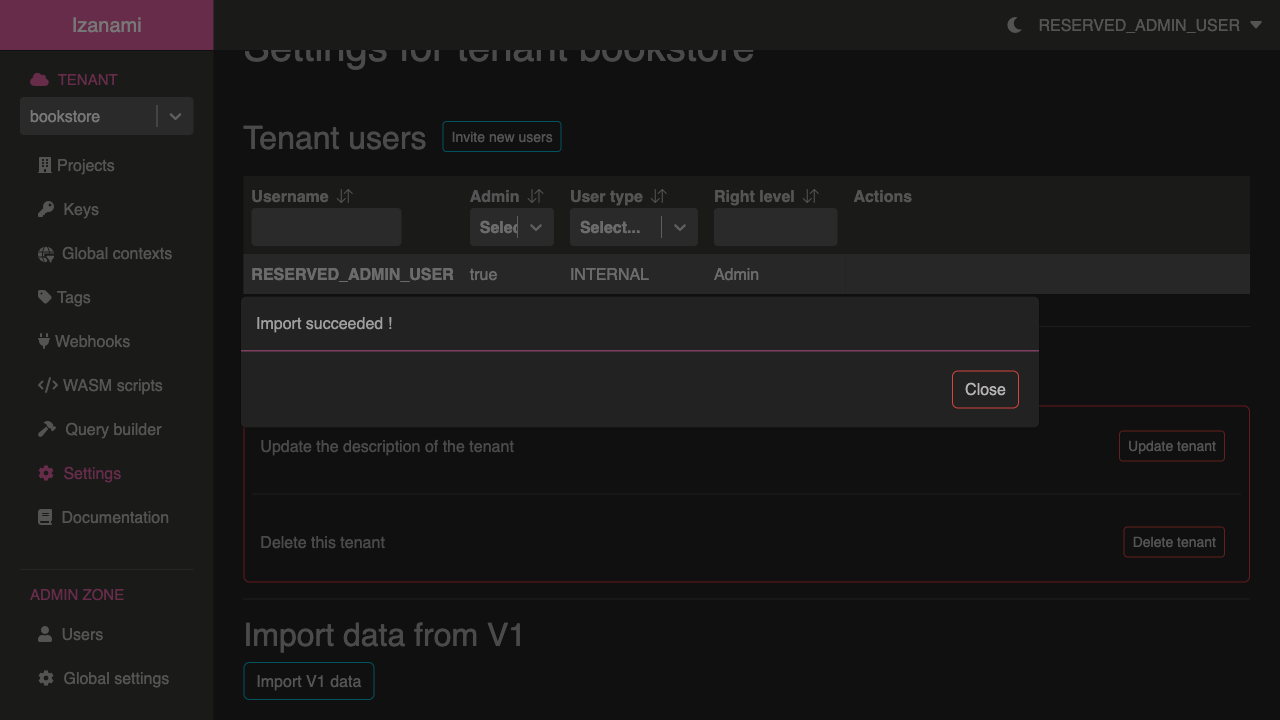 Izanami
RESERVED_ADMIN_USER
TENANT
bookstore
Projects
Keys
Global contexts
Tags
Webhooks
WASM scripts
Query builder
Settings
Documentation
ADMIN ZONE
Users
Global settings
Settings for tenant bookstore
Tenant users
Invite new users
Username Admin User type Right level Actions
Selec Select...
RESERVED_ADMIN_USER true INTERNAL Admin
Import succeeded !
Close
Update the description of the tenant
Update tenant
Delete this tenant
Delete tenant
Import data from V1
Import V1 data